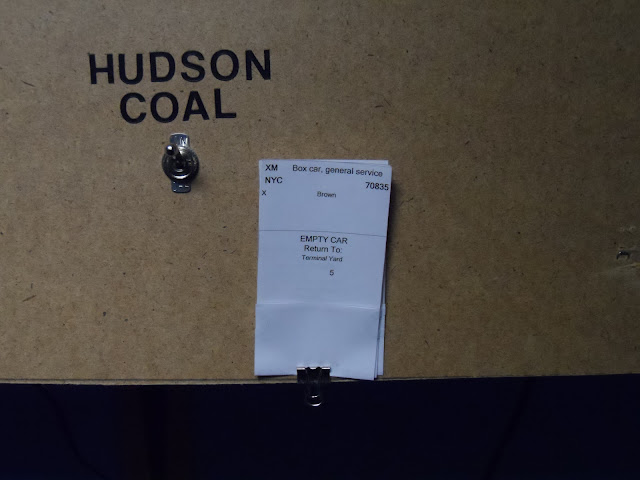 HUDSON
COAL
XM Box car, general service
NYC 70835
X Brown
EMPTY CAR
Return To:
Terminal Yard
5